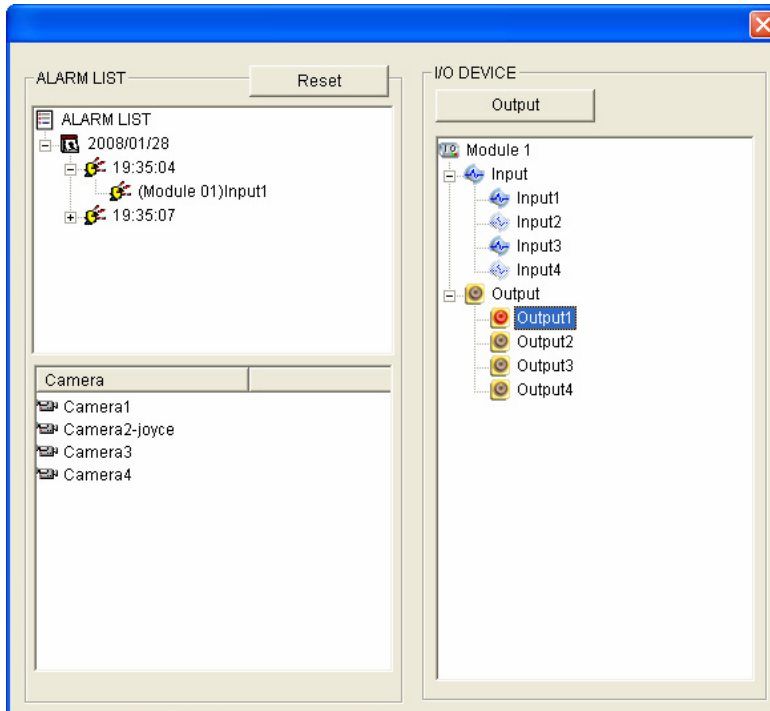 ALARM LIST
Reset
ALARM LIST
2008/01/28
19:35:04
(Module 01)Input1
19:35:07
Camera
Camera1
Camera2-joyce
Camera3
Camera4
I/O DEVICE
Output
Module 1
Input
Input1
Input2
Input3
Input4
Output
Output1
Output2
Output3
Output4